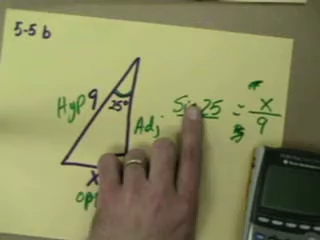 5-5 b
Hyp 9
25°
Adj.
Sin 25 = x
9
x
opp